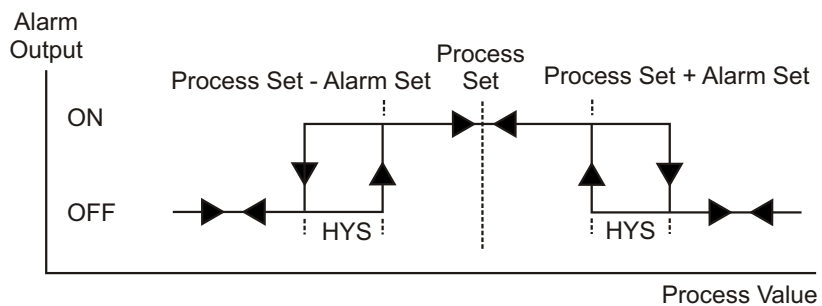 Alarm
Output
Process
Set
Process Set - Alarm Set
Process Set + Alarm Set
ON
OFF
HYS
HYS
Process Value